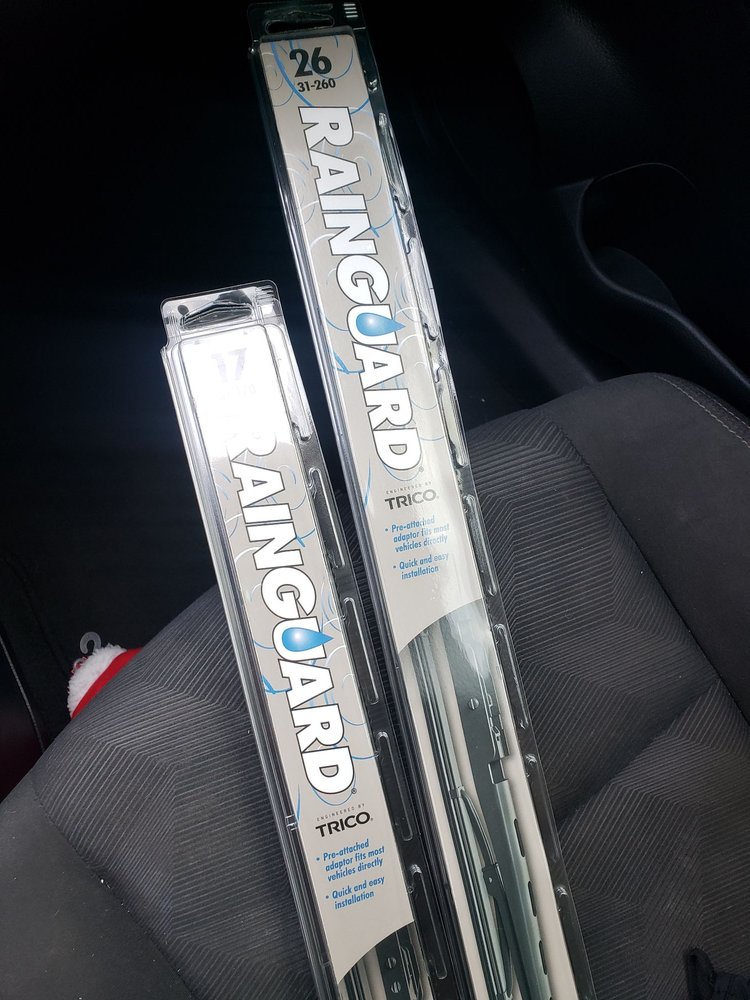 26
31-260
RAINGUARD®
ENGINEERED BY
TRICO®
• Pre-attached
adaptor fits most
vehicles directly
• Quick and easy
installation
17
RAINGUARD®
ENGINEERED BY
TRICO®
• Pre-attached
adaptor fits most
vehicles directly
• Quick and easy
installation